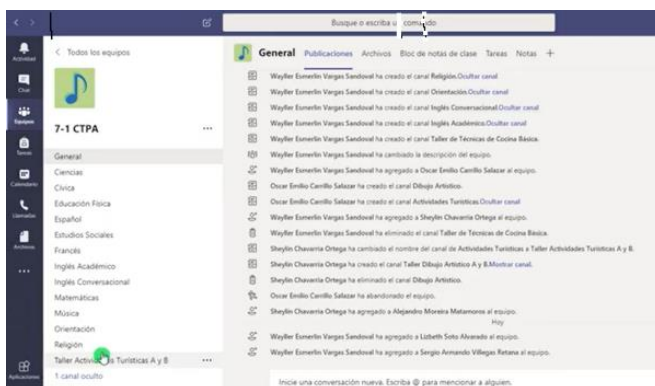 Busque o escriba un comando
Actividad
Chat
Equipos
Tareas
Calendario
Llamadas
Archivos
Aplicaciones
Todos los equipos
7-1 CTPA
General
Ciencias
Cívica
Educación Física
Español
Estudios Sociales
Francés
Inglés Académico
Inglés Conversacional
Matemáticas
Música
Orientación
Religión
Taller Actividades Turísticas A y B
1 canal oculto
General Publicaciones Archivos Bloc de notas de clase Tareas Notas +
Wayller Esmerlin Vargas Sandoval ha creado el canal Religión.Ocultar canal
Wayller Esmerlin Vargas Sandoval ha creado el canal Orientación.Ocultar canal
Wayller Esmerlin Vargas Sandoval ha creado el canal Inglés Conversacional.Ocultar canal
Wayller Esmerlin Vargas Sandoval ha creado el canal Inglés Académico.Ocultar canal
Wayller Esmerlin Vargas Sandoval ha creado el canal Taller de Técnicas de Cocina Básica.
Wayller Esmerlin Vargas Sandoval ha cambiado la descripción del equipo.
Wayller Esmerlin Vargas Sandoval ha agregado a Oscar Emilio Carrillo Salazar al equipo.
Oscar Emilio Carrillo Salazar ha creado el canal Dibujo Artístico.
Oscar Emilio Carrillo Salazar ha creado el canal Actividades Turísticas.Ocultar canal
Wayller Esmerlin Vargas Sandoval ha agregado a Sheylin Chavarria Ortega al equipo.
Wayller Esmerlin Vargas Sandoval ha eliminado el canal Taller de Técnicas de Cocina Básica.
Sheylin Chavarria Ortega ha cambiado el nombre del canal de Actividades Turísticas a Taller Actividades Turísticas A y B.
Sheylin Chavarria Ortega ha creado el canal Taller Dibujo Artístico A y B.Mostrar canal.
Sheylin Chavarria Ortega ha eliminado el canal Dibujo Artístico.
Oscar Emilio Carrillo Salazar ha abandonado el equipo.
Sheylin Chavarria Ortega ha agregado a Alejandro Moreira Matamoros al equipo.
Hoy
Wayller Esmerlin Vargas Sandoval ha agregado a Lizbeth Soto Alvarado al equipo.
Wayller Esmerlin Vargas Sandoval ha agregado a Sergio Armando Villegas Retana al equipo.
Inicie una conversación nueva. Escriba @ para mencionar a alguien.